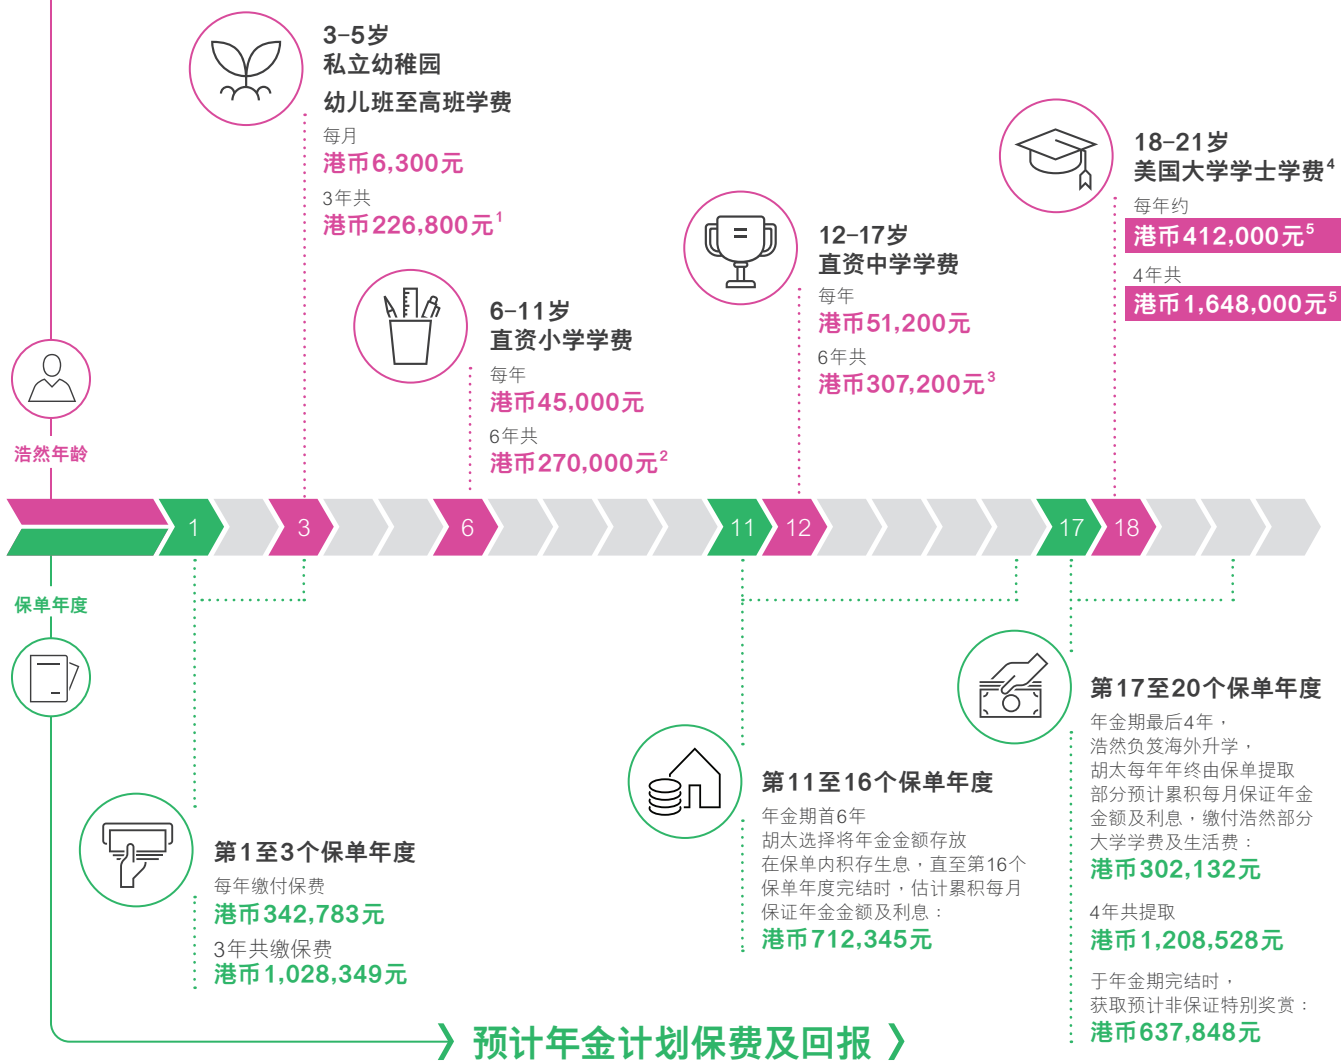 3–5岁
私立幼稚园
幼儿班至高班学费
每月
港币6,300元
3年共
港币226,800元1
6–11岁
直资小学学费
每年
港币45,000元
6年共
港币270,000元2
12–17岁
直资中学学费
每年
港币51,200元
6年共
港币307,200元3
18–21岁
美国大学学士学费4
每年约
港币412,000元5
4年共
港币1,648,000元5
浩然年龄
1
3
6
11
12
17
18
保单年度
第1至3个保单年度
每年缴付保费
港币342,783元
3年共缴保费
港币1,028,349元
第11至16个保单年度
年金期首6年
胡太选择将年金金额存放
在保单内积存生息，直至第16个
保单年度完结时，估计累积每月
保证年金金额及利息：
港币712,345元
第17至20个保单年度
年金期最后4年，
浩然负笈海外升学，
胡太每年年终由保单提取
部分预计累积每月保证年金
金额及利息，缴付浩然部分
大学学费及生活费：
港币302,132元
4年共提取
港币1,208,528元
于年金期完结时，
获取预计非保证特别奖赏：
港币637,848元
预计年金计划保费及回报